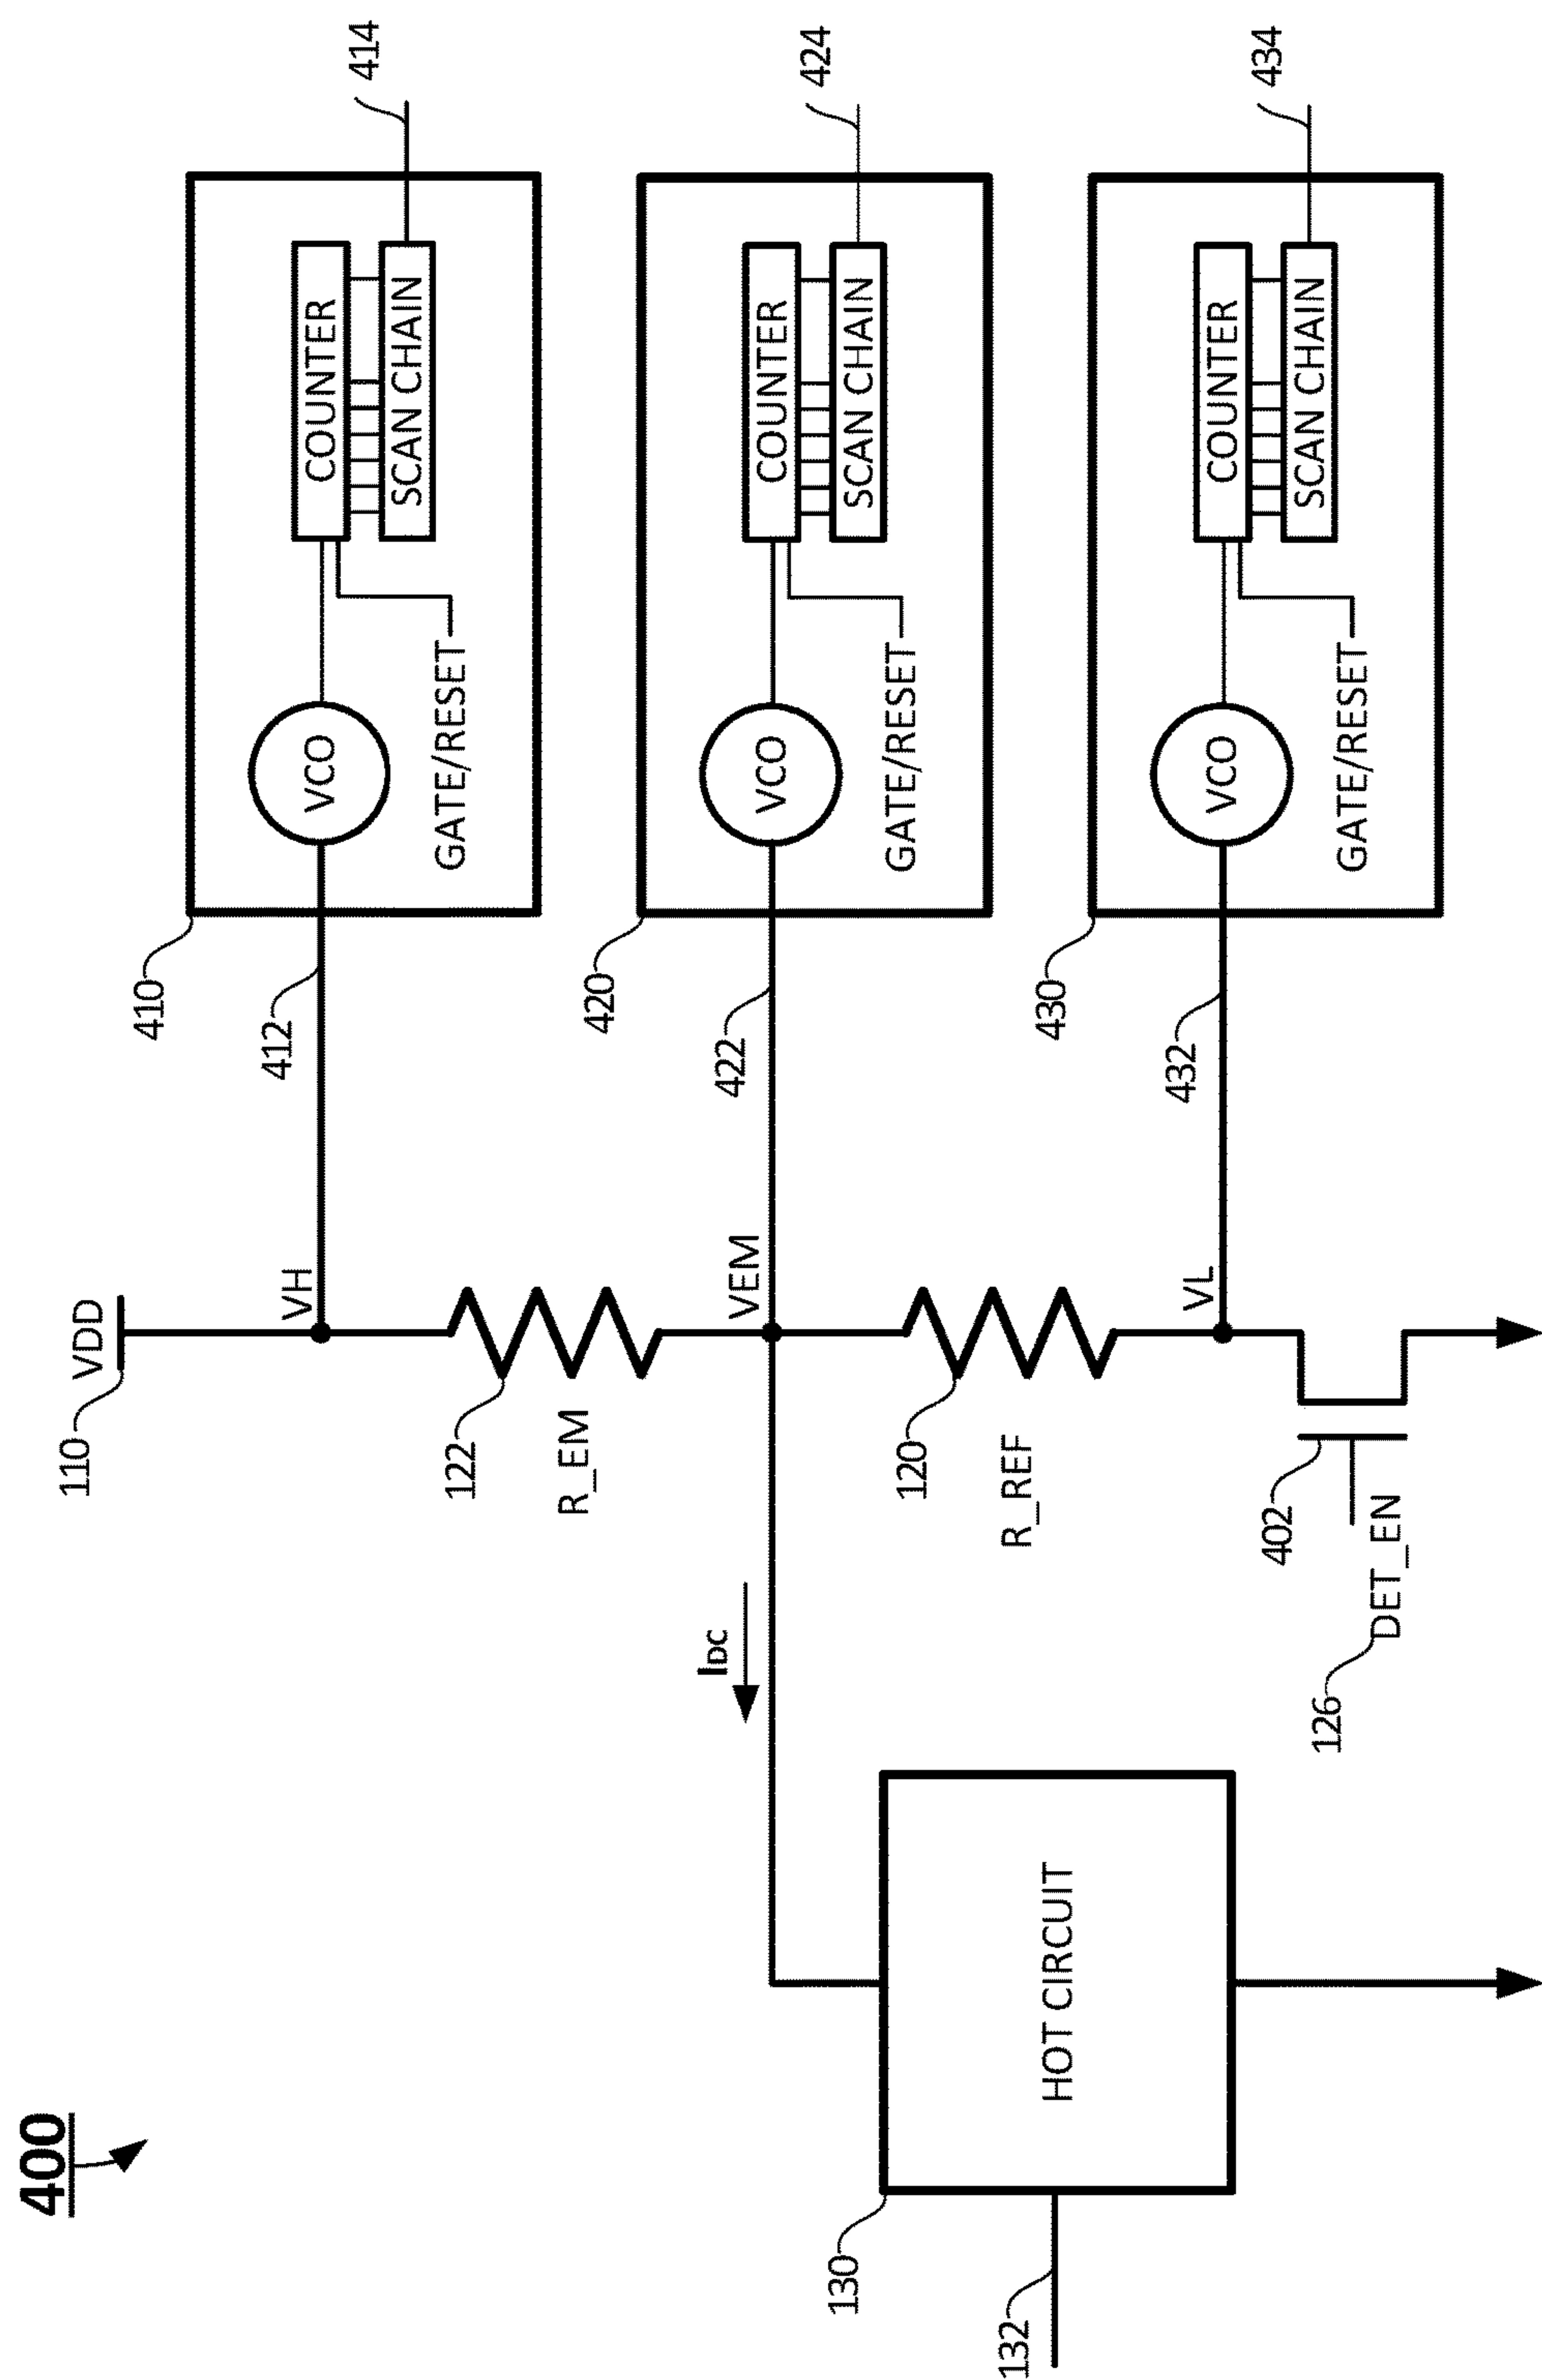 400
VDD
110
VH
412
410
VCO
COUNTER
SCAN CHAIN
GATE/RESET
414
122
R_EM
VEM
422
420
VCO
COUNTER
SCAN CHAIN
GATE/RESET
424
IDC
120
R_REF
VL
432
430
VCO
COUNTER
SCAN CHAIN
GATE/RESET
434
402
DET_EN
126
HOT CIRCUIT
130
132